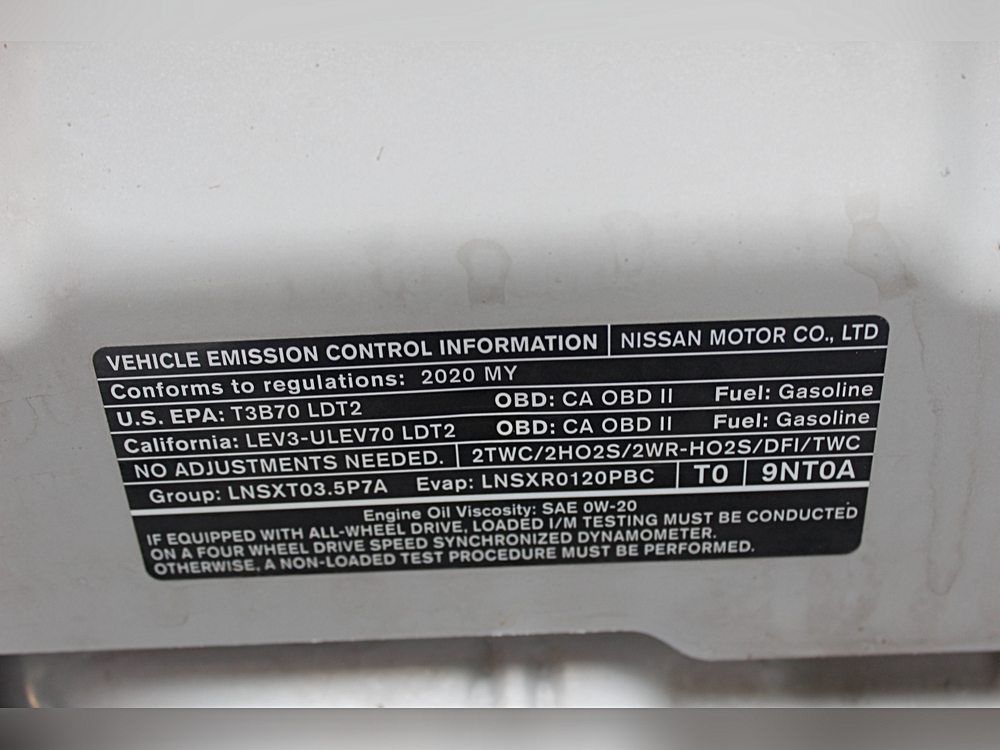 VEHICLE EMISSION CONTROL INFORMATION NISSAN MOTOR CO., LTD
Conforms to regulations: 2020 MY
U.S. EPA: T3B70 LDT2 OBD: CA OBD II Fuel: Gasoline
California: LEV3-ULEV70 LDT2 OBD: CA OBD II Fuel: Gasoline
NO ADJUSTMENTS NEEDED. 2TWC/2HO2S/2WR-HO2S/DFI/TWC
Group: LNSXT03.5P7A Evap: LNSXR0120PBC T0 9NT0A
Engine Oil Viscosity: SAE 0W-20
IF EQUIPPED WITH ALL-WHEEL DRIVE, LOADED I/M TESTING MUST BE CONDUCTED
ON A FOUR WHEEL DRIVE SPEED SYNCHRONIZED DYNAMOMETER.
OTHERWISE, A NON-LOADED TEST PROCEDURE MUST BE PERFORMED.